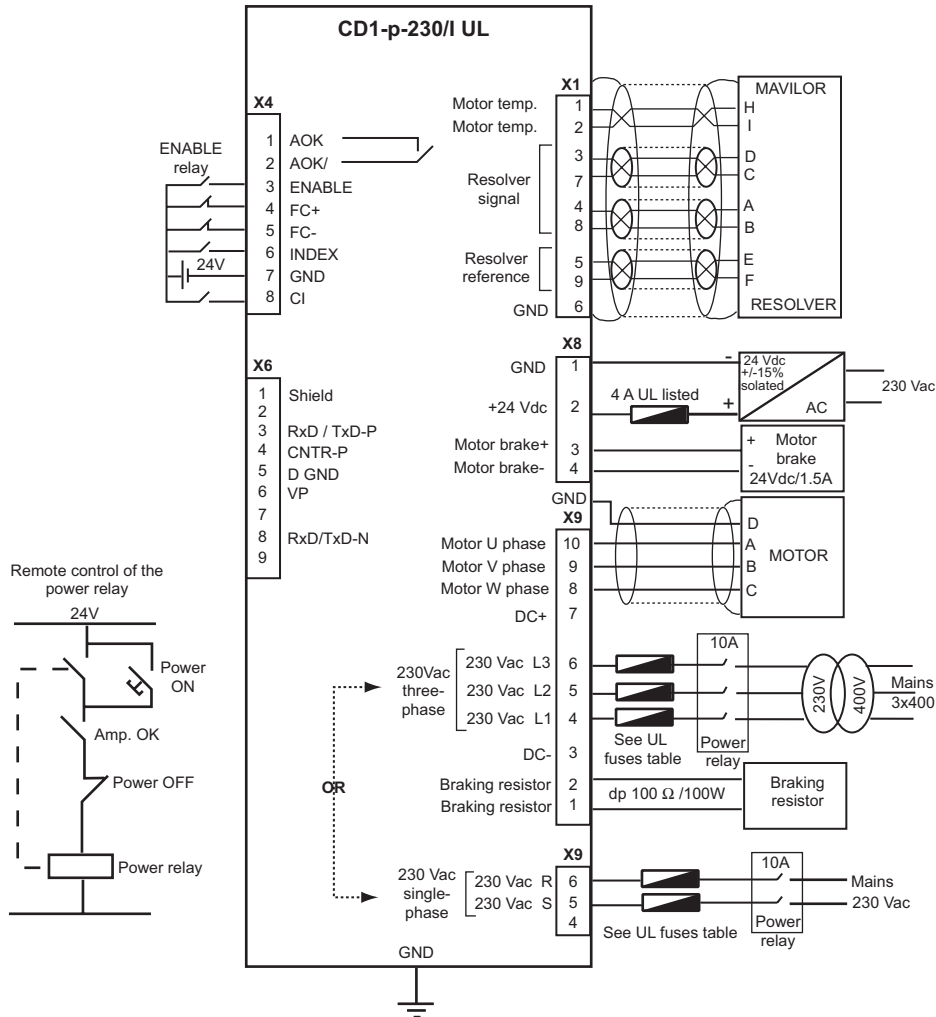 CD1-p-230/I UL
X4
1 AOK
2 AOK/
3 ENABLE
4 FC+
5 FC-
6 INDEX
7 GND
8 CI
ENABLE
relay
24V
X6
1 Shield
2
3 RxD / TxD-P
4 CNTR-P
5 D GND
6 VP
7
8 RxD/TxD-N
9
Remote control of the
power relay
24V
Power
ON
Amp. OK
Power OFF
Power relay
X1
Motor temp. 1
Motor temp. 2
Resolver
signal
3
7
4
8
Resolver
reference
5
9
GND 6
MAVILOR
H
I
D
C
A
B
E
F
RESOLVER
X8
GND 1
+24 Vdc 2
Motor brake+ 3
Motor brake- 4
4 A UL listed
-
+
24 Vdc
+/-15%
solated
AC
230 Vac
+ Motor
brake
-
24Vdc/1.5A
GND
X9
Motor U phase 10
Motor V phase 9
Motor W phase 8
DC+ 7
D
A
B
C
MOTOR
230Vac
three-
phase
230 Vac L3 6
230 Vac L2 5
230 Vac L1 4
DC- 3
Braking resistor 2
Braking resistor 1
See UL
fuses table
10A
Power
relay
230V
400V
Mains
3x400
dp 100 Ω /100W
Braking
resistor
OR
X9
230 Vac
single-
phase
230 Vac R 6
230 Vac S 5
4
See UL fuses table
10A
Power
relay
Mains
230 Vac
GND